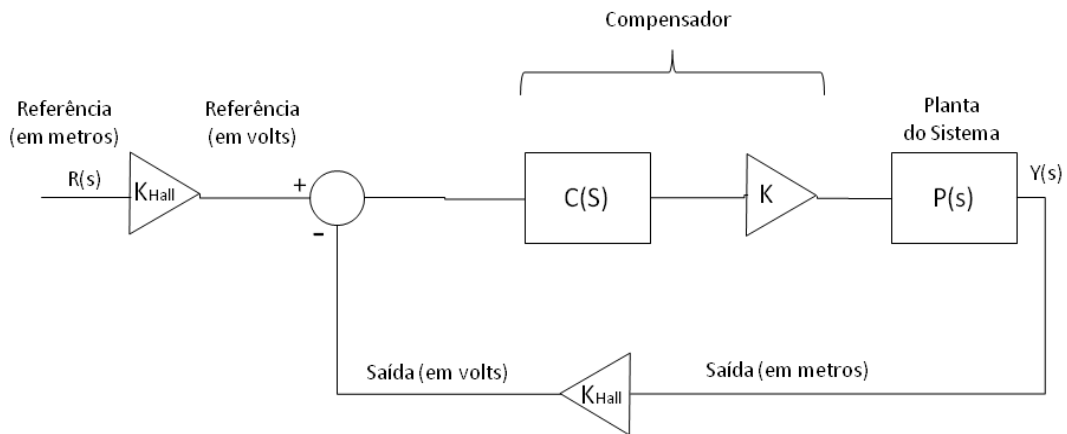 Compensador
Referência
(em metros)
Referência
(em volts)
Planta
do Sistema
R(s)
KHall
+
-
C(S)
K
P(s)
Y(s)
Saída (em volts)
KHall
Saída (em metros)